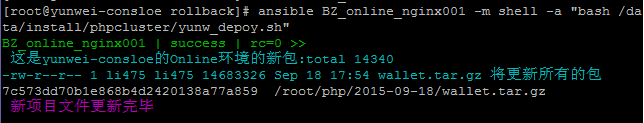 [root@yunwei-consloe rollback]# ansible BZ_online_nginx001 -m shell -a "bash /da
ta/install/phpcluster/yunw_depoy.sh"
BZ_online_nginx001 | success | rc=0 >>
这是yunwei-consloe的Online环境的新包:total 14340
-rw-r--r-- 1 li475 li475 14683326 Sep 18 17:54 wallet.tar.gz 将更新所有的包
7c573dd70b1e868b4d2420138a77a859  /root/php/2015-09-18/wallet.tar.gz
新项目文件更新完毕